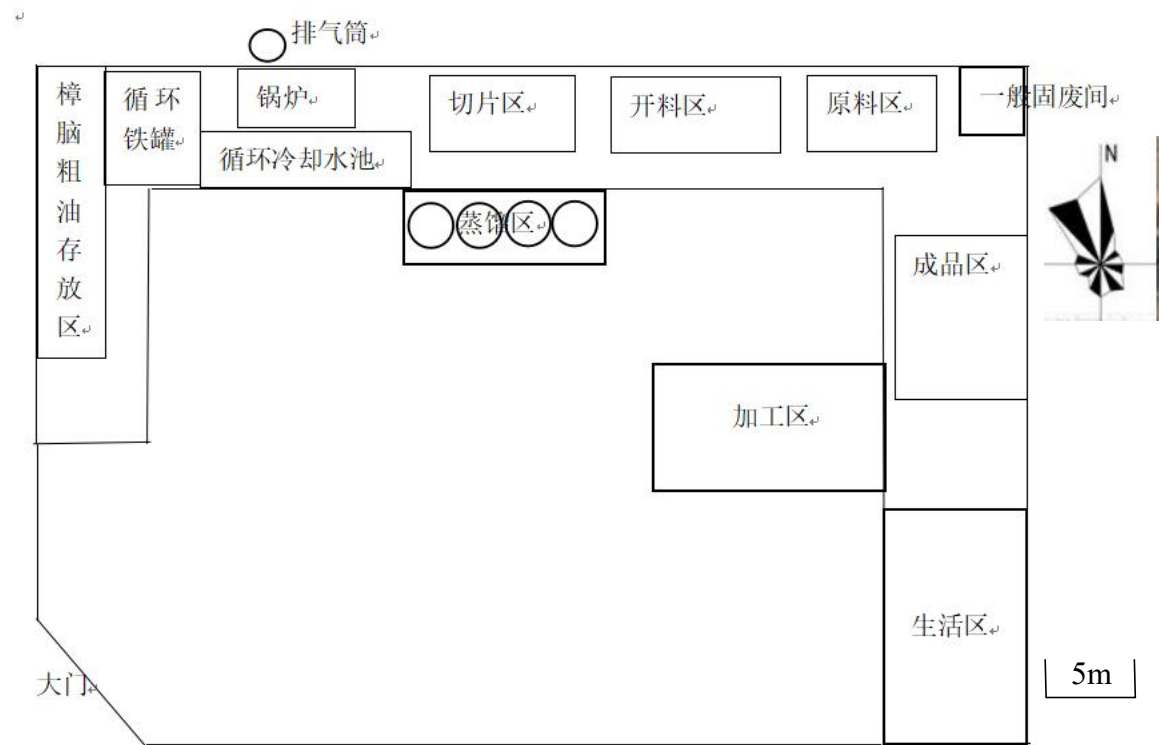 排气筒
樟脑粗油存放区
循环
铁罐
锅炉
切片区
开料区
原料区
一般固废间
循环冷却水池
N
蒸馏区
成品区
加工区
生活区
大门
5m